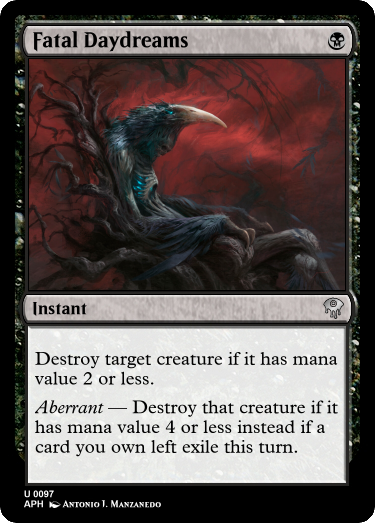 Fatal Daydreams
Instant
Destroy target creature if it has mana
value 2 or less.
Aberrant — Destroy that creature if it
has mana value 4 or less instead if a
card you own left exile this turn.
U 0097
APH Antonio J. Manzanedo